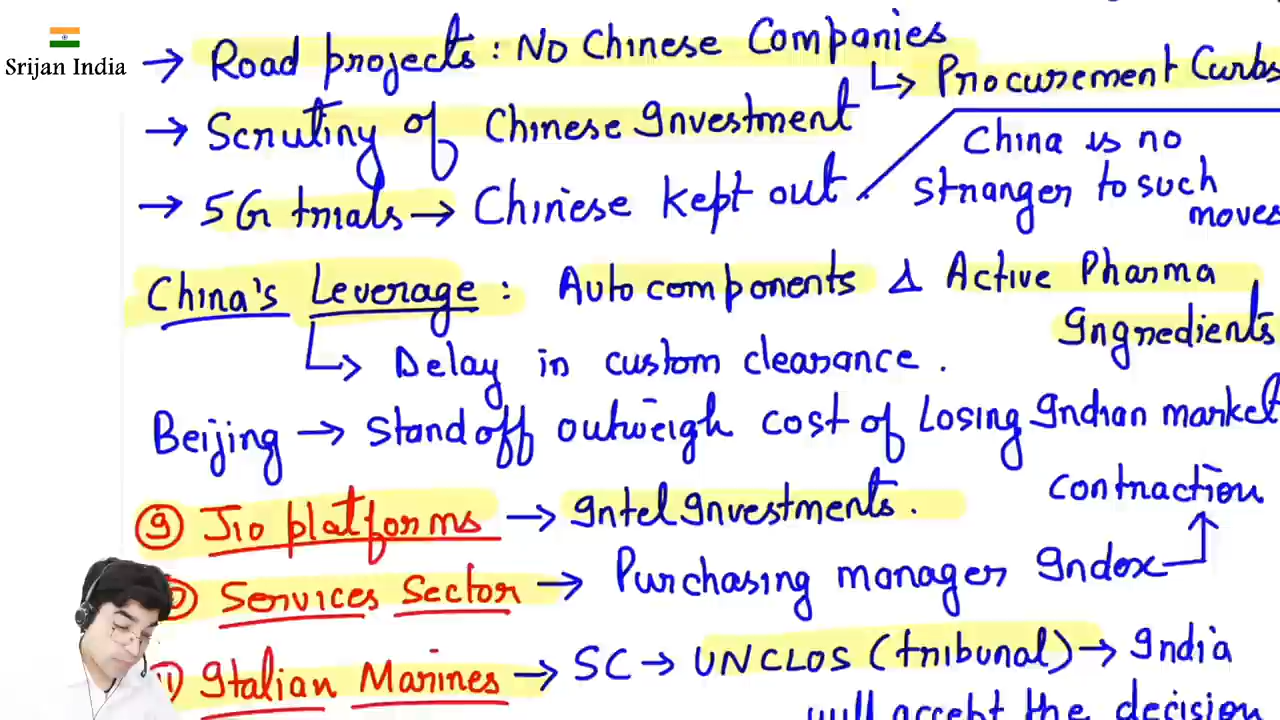 Srijan India
→ Road projects : No Chinese Companies
↳ Procurement Curbs
→ Scrutiny of Chinese Investment
China is no
stranger to such
moves
→ 5G trials → Chinese kept out
China's Leverage : Autocomponents & Active Pharma
Ingredients
↳ Delay in custom clearance .
Beijing → Standoff outweigh cost of losing Indian market
contraction
⑨ Jio platforms → Intel Investments .
Services Sector → Purchasing manager Index
Italian Marines → SC → UNCLOS (tribunal) → India
will accept the decision